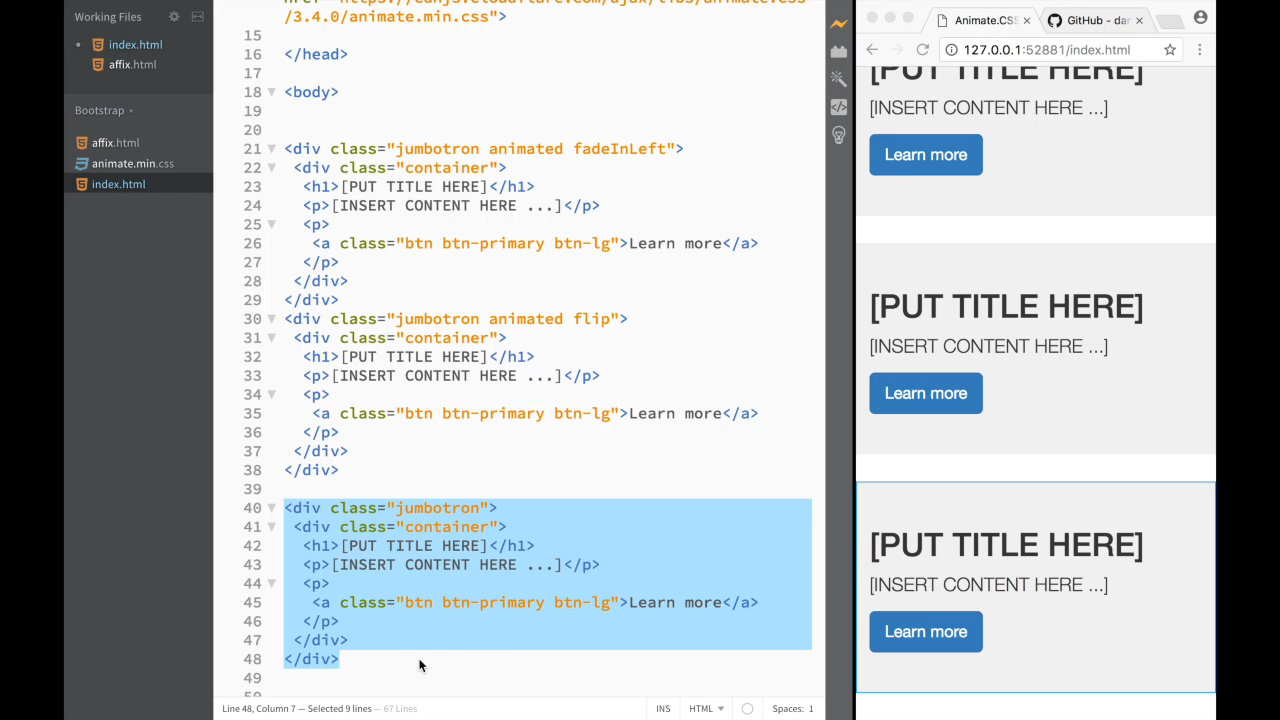 Working Files
index.html
affix.html
Bootstrap
affix.html
animate.min.css
index.html
/3.4.0/animate.min.css">
15
16 </head>
17
18 <body>
19
20
21 <div class="jumbotron animated fadeInLeft">
22 <div class="container">
23 <h1>[PUT TITLE HERE]</h1>
24 <p>[INSERT CONTENT HERE ...]</p>
25 <p>
26 <a class="btn btn-primary btn-lg">Learn more</a>
27 </p>
28 </div>
29 </div>
30 <div class="jumbotron animated flip">
31 <div class="container">
32 <h1>[PUT TITLE HERE]</h1>
33 <p>[INSERT CONTENT HERE ...]</p>
34 <p>
35 <a class="btn btn-primary btn-lg">Learn more</a>
36 </p>
37 </div>
38 </div>
39
40 <div class="jumbotron">
41 <div class="container">
42 <h1>[PUT TITLE HERE]</h1>
43 <p>[INSERT CONTENT HERE ...]</p>
44 <p>
45 <a class="btn btn-primary btn-lg">Learn more</a>
46 </p>
47 </div>
48 </div>
49
Line 48, Column 7 — Selected 9 lines — 67 Lines INS HTML Spaces: 1
Animate.CSS GitHub - dan
127.0.0.1:52881/index.html
[PUT TITLE HERE]
[INSERT CONTENT HERE ...]
Learn more
[PUT TITLE HERE]
[INSERT CONTENT HERE ...]
Learn more
[PUT TITLE HERE]
[INSERT CONTENT HERE ...]
Learn more